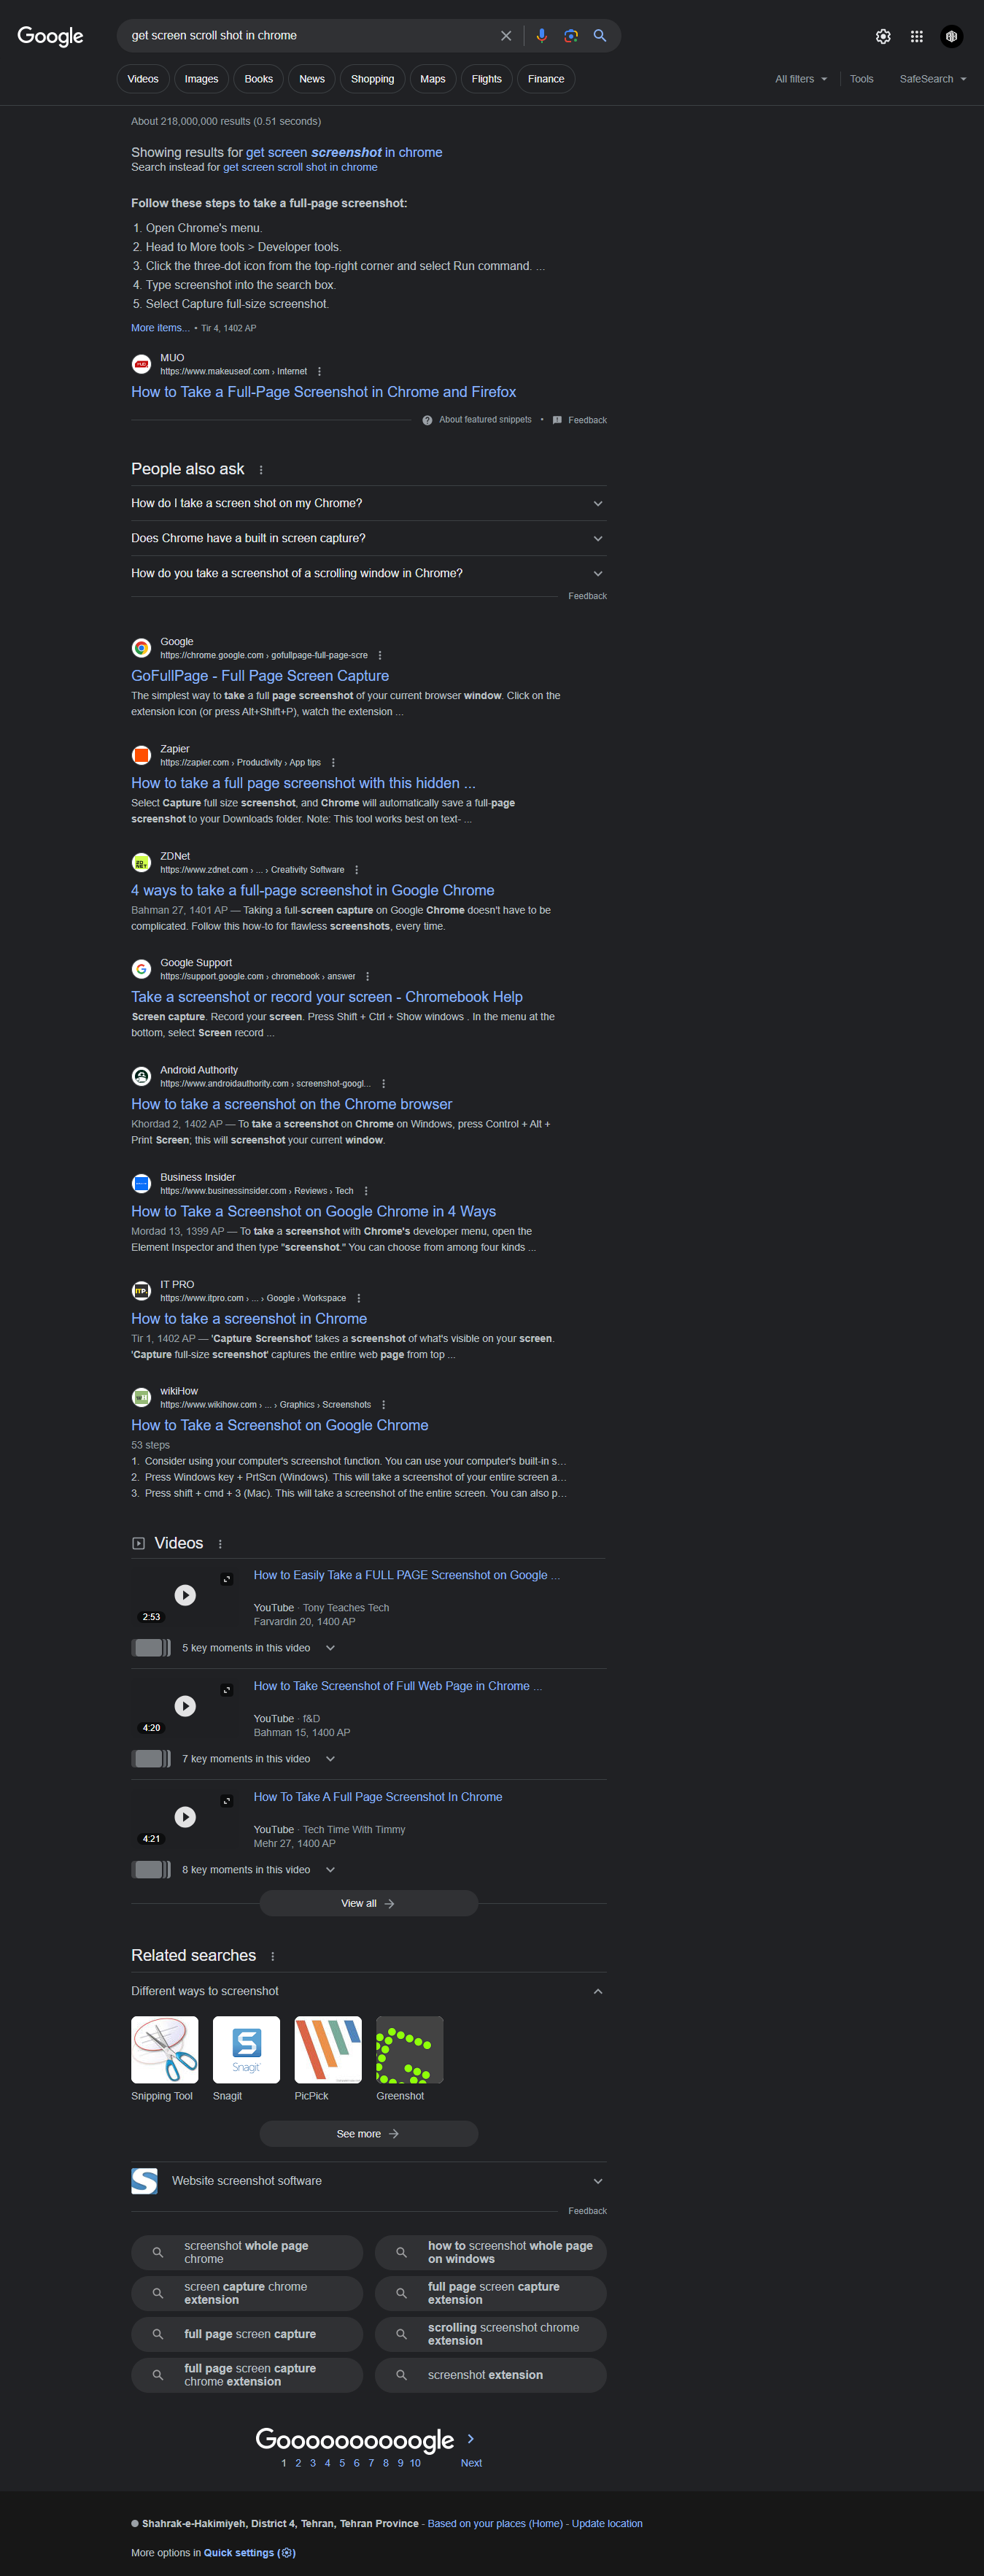 Google
get screen scroll shot in chrome
Videos
Images
Books
News
Shopping
Maps
Flights
Finance
All filters
Tools
SafeSearch
About 218,000,000 results (0.51 seconds)
Showing results for get screen screenshot in chrome
Search instead for get screen scroll shot in chrome
Follow these steps to take a full-page screenshot:
1. Open Chrome's menu.
2. Head to More tools > Developer tools.
3. Click the three-dot icon from the top-right corner and select Run command. ...
4. Type screenshot into the search box.
5. Select Capture full-size screenshot.
More items... • Tir 4, 1402 AP
MUO
https://www.makeuseof.com › Internet
How to Take a Full-Page Screenshot in Chrome and Firefox
About featured snippets • Feedback
People also ask
How do I take a screen shot on my Chrome?
Does Chrome have a built in screen capture?
How do you take a screenshot of a scrolling window in Chrome?
Feedback
Google
https://chrome.google.com › gofullpage-full-page-scre
GoFullPage - Full Page Screen Capture
The simplest way to take a full page screenshot of your current browser window. Click on the
extension icon (or press Alt+Shift+P), watch the extension ...
Zapier
https://zapier.com › Productivity › App tips
How to take a full page screenshot with this hidden ...
Select Capture full size screenshot, and Chrome will automatically save a full-page
screenshot to your Downloads folder. Note: This tool works best on text- ...
ZDNet
https://www.zdnet.com › ... › Creativity Software
4 ways to take a full-page screenshot in Google Chrome
Bahman 27, 1401 AP — Taking a full-screen capture on Google Chrome doesn't have to be
complicated. Follow this how-to for flawless screenshots, every time.
Google Support
https://support.google.com › chromebook › answer
Take a screenshot or record your screen - Chromebook Help
Screen capture. Record your screen. Press Shift + Ctrl + Show windows . In the menu at the
bottom, select Screen record ...
Android Authority
https://www.androidauthority.com › screenshot-googl...
How to take a screenshot on the Chrome browser
Khordad 2, 1402 AP — To take a screenshot on Chrome on Windows, press Control + Alt +
Print Screen; this will screenshot your current window.
Business Insider
https://www.businessinsider.com › Reviews › Tech
How to Take a Screenshot on Google Chrome in 4 Ways
Mordad 13, 1399 AP — To take a screenshot with Chrome's developer menu, open the
Element Inspector and then type "screenshot." You can choose from among four kinds ...
IT PRO
https://www.itpro.com › ... › Google › Workspace
How to take a screenshot in Chrome
Tir 1, 1402 AP — 'Capture Screenshot' takes a screenshot of what's visible on your screen.
'Capture full-size screenshot' captures the entire web page from top ...
wikiHow
https://www.wikihow.com › ... › Graphics › Screenshots
How to Take a Screenshot on Google Chrome
53 steps
1. Consider using your computer's screenshot function. You can use your computer's built-in s...
2. Press Windows key + PrtScn (Windows). This will take a screenshot of your entire screen a...
3. Press shift + cmd + 3 (Mac). This will take a screenshot of the entire screen. You can also p...
Videos
How to Easily Take a FULL PAGE Screenshot on Google ...
YouTube · Tony Teaches Tech
2:53
Farvardin 20, 1400 AP
5 key moments in this video
How to Take Screenshot of Full Web Page in Chrome ...
YouTube · f&D
4:20
Bahman 15, 1400 AP
7 key moments in this video
How To Take A Full Page Screenshot In Chrome
YouTube · Tech Time With Timmy
4:21
Mehr 27, 1400 AP
8 key moments in this video
View all
Related searches
Different ways to screenshot
Snagit
Snipping Tool
Snagit
PicPick
Greenshot
See more
Website screenshot software
Feedback
screenshot whole page
chrome
how to screenshot whole page
on windows
screen capture chrome
extension
full page screen capture
extension
full page screen capture
scrolling screenshot chrome
extension
full page screen capture
chrome extension
screenshot extension
Goooooooooogle
1 2 3 4 5 6 7 8 9 10 Next
Shahrak-e-Hakimiyeh, District 4, Tehran, Tehran Province - Based on your places (Home) - Update location
More options in Quick settings ( )